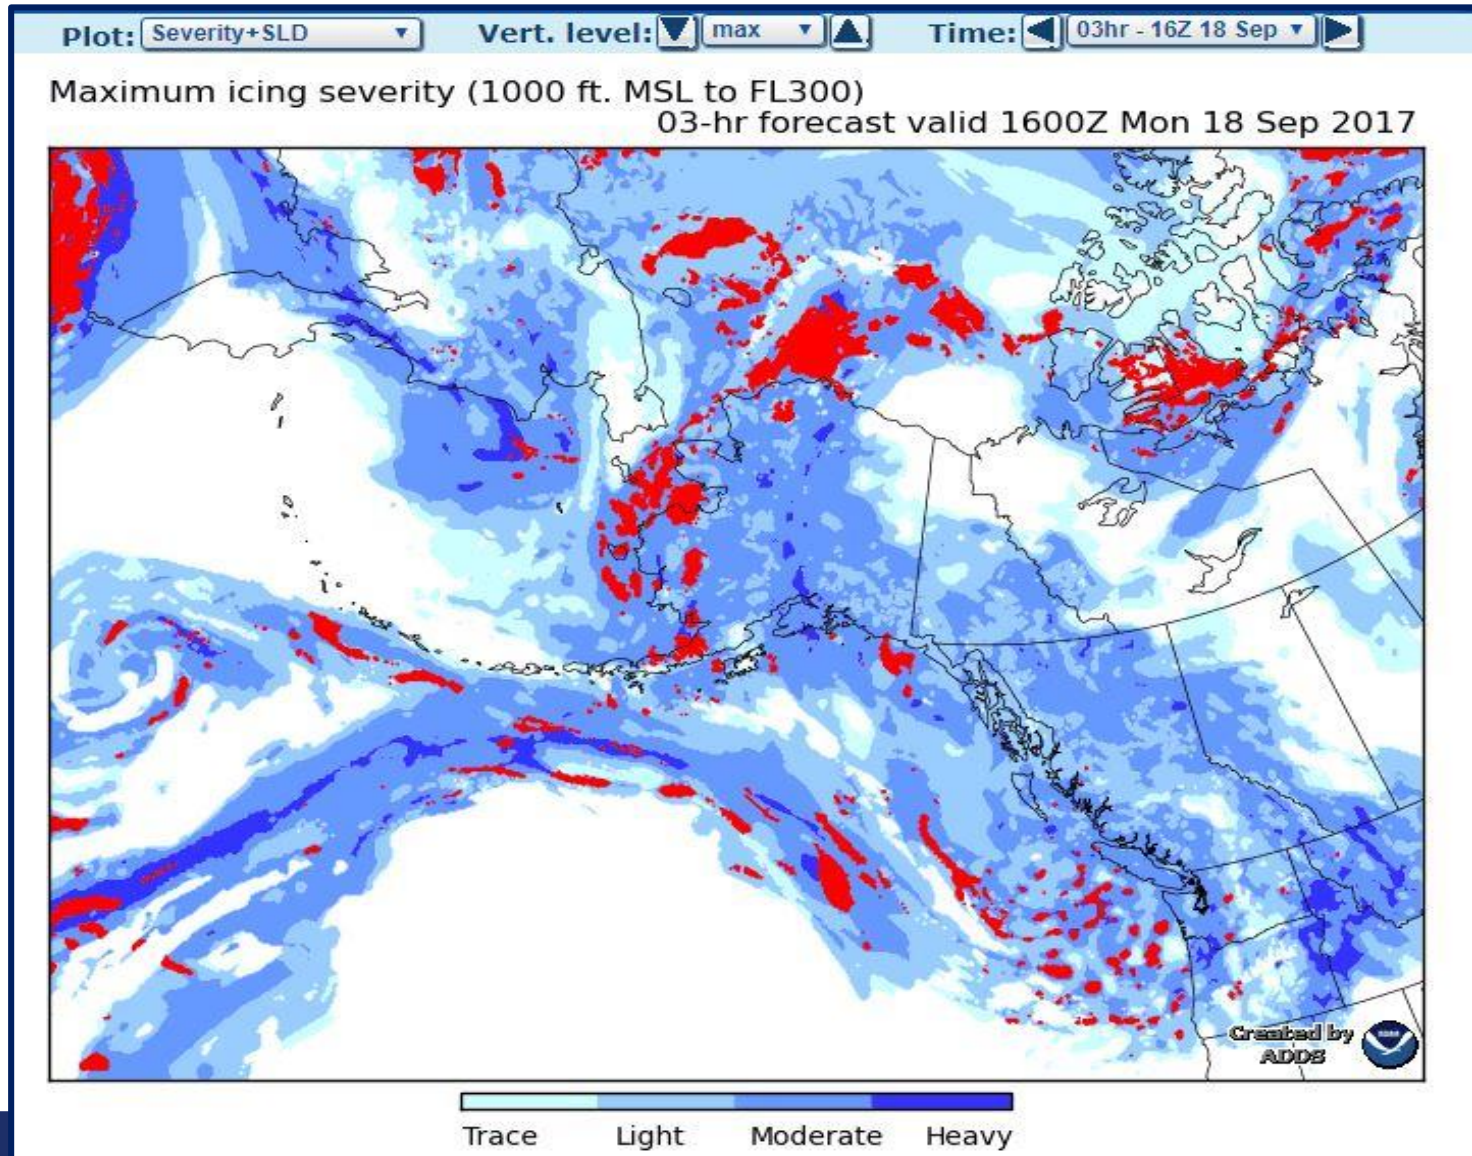 Plot: Severity+SLD Vert. level: max Time: 03hr - 16Z 18 Sep
Maximum icing severity (1000 ft. MSL to FL300)
03-hr forecast valid 1600Z Mon 18 Sep 2017
Created by
ADDS
Trace Light Moderate Heavy